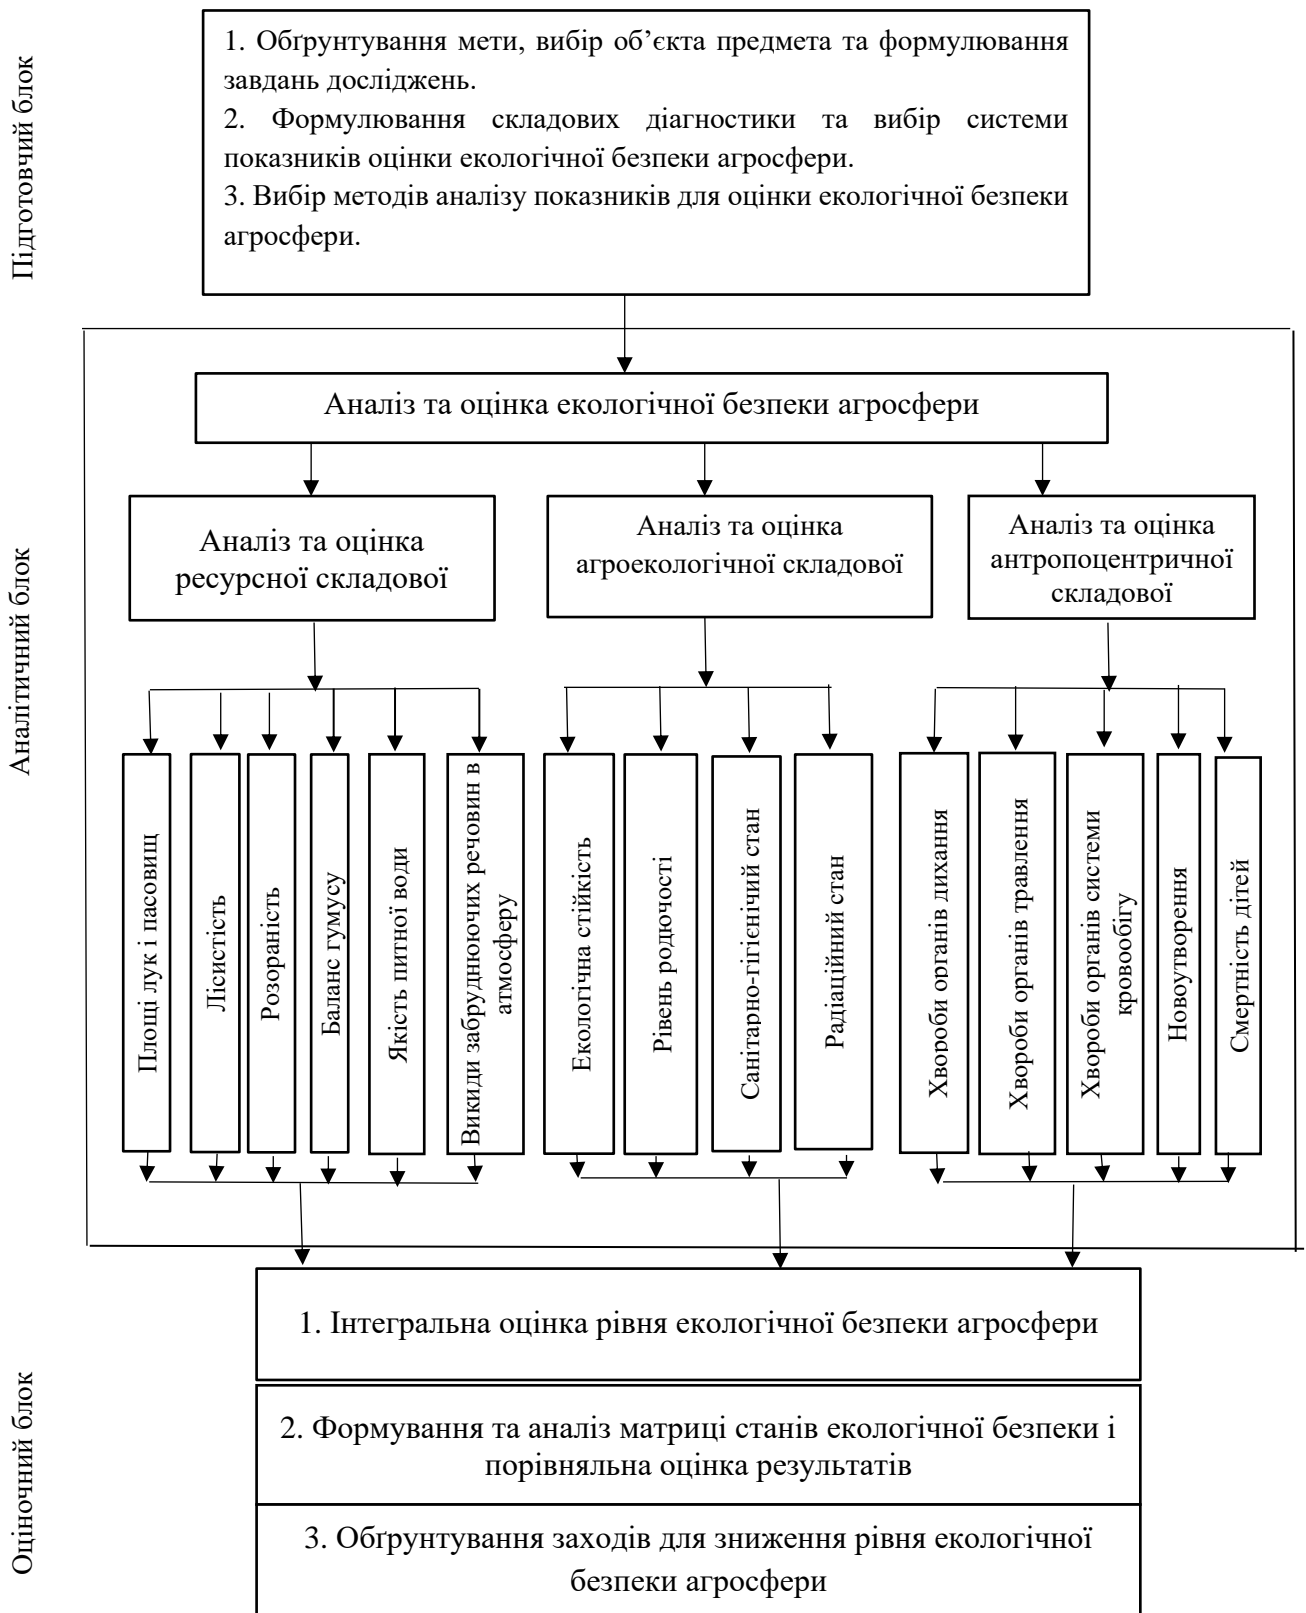 Підготовчий блок
1. Обґрунтування мети, вибір об’єкта предмета та формулювання
завдань досліджень.
2. Формулювання складових діагностики та вибір системи
показників оцінки екологічної безпеки агросфери.
3. Вибір методів аналізу показників для оцінки екологічної безпеки
агросфери.
Аналітичний блок
Аналіз та оцінка екологічної безпеки агросфери
Аналіз та оцінка
ресурсної складової
Аналіз та оцінка
агроекологічної складової
Аналіз та оцінка
антропоцентричної
складової
Площі лук і пасовищ
Лісистість
Розораність
Баланс гумусу
Якість питної води
Викиди забруднюючих речовин в
атмосферу
Екологічна стійкість
Рівень родючості
Санітарно-гігієнічий стан
Радіаційний стан
Хвороби органів дихання
Хвороби органів травлення
Хвороби органів системи
кровообігу
Новоутворення
Смертність дітей
Оціночний блок
1. Інтегральна оцінка рівня екологічної безпеки агросфери
2. Формування та аналіз матриці станів екологічної безпеки і
порівняльна оцінка результатів
3. Обґрунтування заходів для зниження рівня екологічної
безпеки агросфери